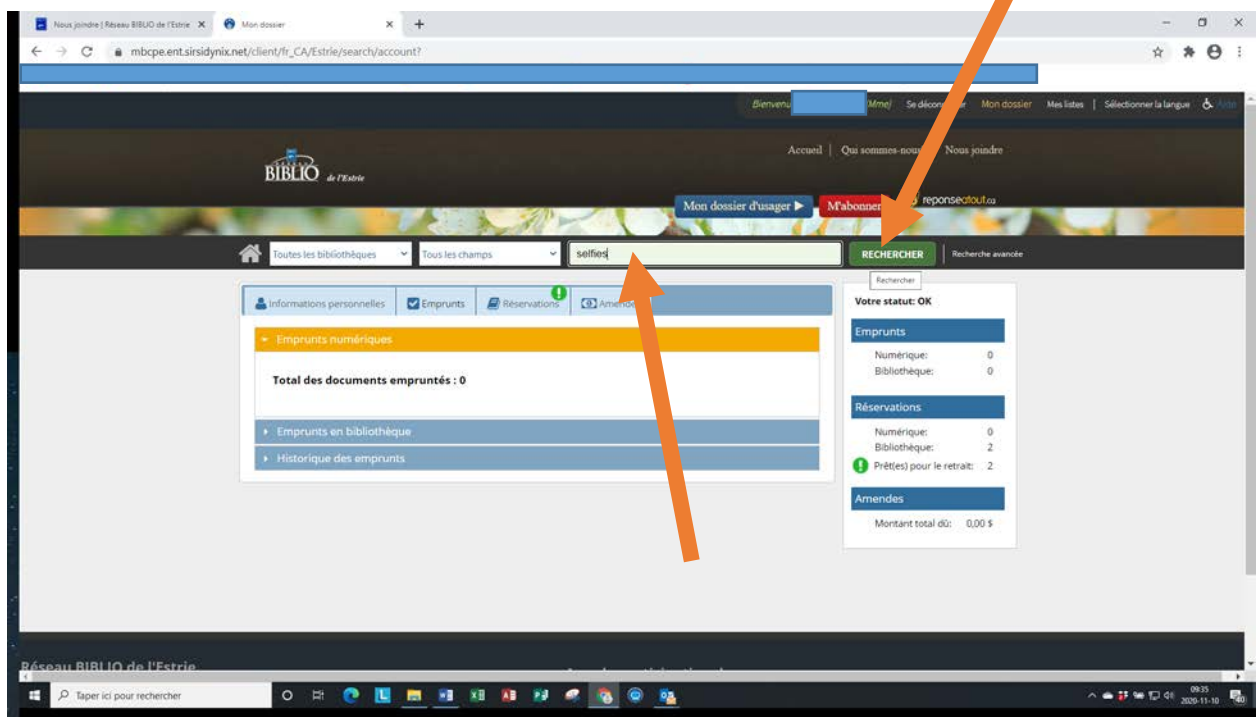 Nous joindre | Réseau BIBLIO de l'Estrie
Mon dossier
mbcpe.ent.sirsidynix.net/client/fr_CA/Estrie/search/account?
Mme) Mon dossier Mes listes | Sélectionner la langue
Accueil | Qui sommes-nous Nous joindre
BIBLIO de l'Estrie
Mon dossier d'usager ▶ M'abonner reponseatout.ca
Toutes les bibliothèques Tous les champs selfies RECHERCHER Recherche avancée
Rechercher
Informations personnelles Emprunts Réservations
Votre statut: OK
Emprunts numériques
Total des documents empruntés : 0
Emprunts en bibliothèque
Historique des emprunts
Emprunts
Numérique: 0
Bibliothèque: 0
Réservations
Numérique: 0
Bibliothèque: 2
Prêt(es) pour le retrait: 2
Amendes
Montant total dû: 0,00 $
Réseau BIBLIO de l'Estrie
Taper ici pour rechercher
09:35
2020-11-10